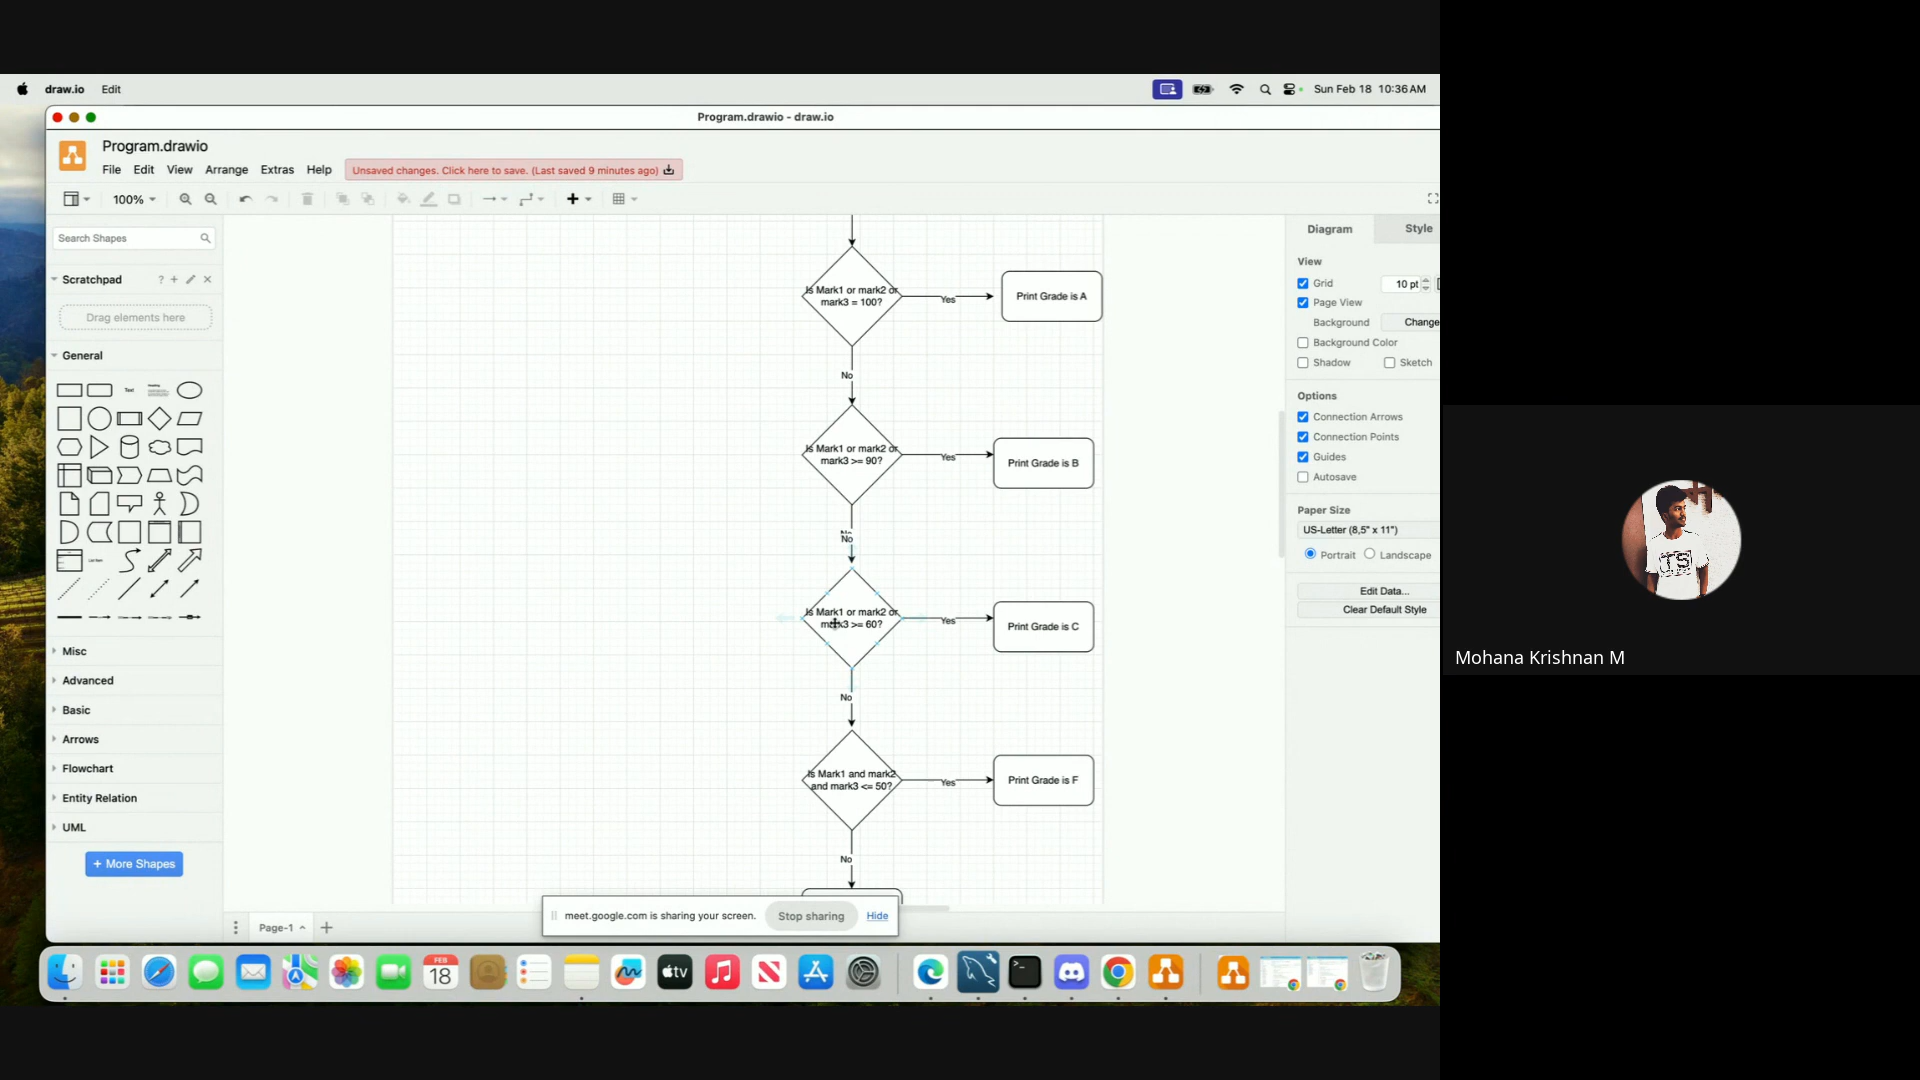 draw.io Edit
Sun Feb 18 10:36 AM
Program.drawio - draw.io
Program.drawio
File Edit View Arrange Extras Help
Unsaved changes. Click here to save. (Last saved 9 minutes ago)
100%
Search Shapes
Scratchpad
Drag elements here
General
Text
Misc
Advanced
Basic
Arrows
Flowchart
Entity Relation
UML
+ More Shapes
Is Mark1 or mark2 or
mark3 = 100?
Yes
Print Grade is A
No
Is Mark1 or mark2 or
mark3 >= 90?
Yes
Print Grade is B
No
Is Mark1 or mark2 or
mark3 >= 60?
Yes
Print Grade is C
No
Is Mark1 and mark2
and mark3 <= 50?
Yes
Print Grade is F
No
Diagram Style
View
Grid 10 pt
Page View
Background Change
Background Color
Shadow Sketch
Options
Connection Arrows
Connection Points
Guides
Autosave
Paper Size
US-Letter (8,5" x 11")
Portrait Landscape
Edit Data...
Clear Default Style
Page-1
meet.google.com is sharing your screen. Stop sharing Hide
FEB
18
tv
Mohana Krishnan M
TS